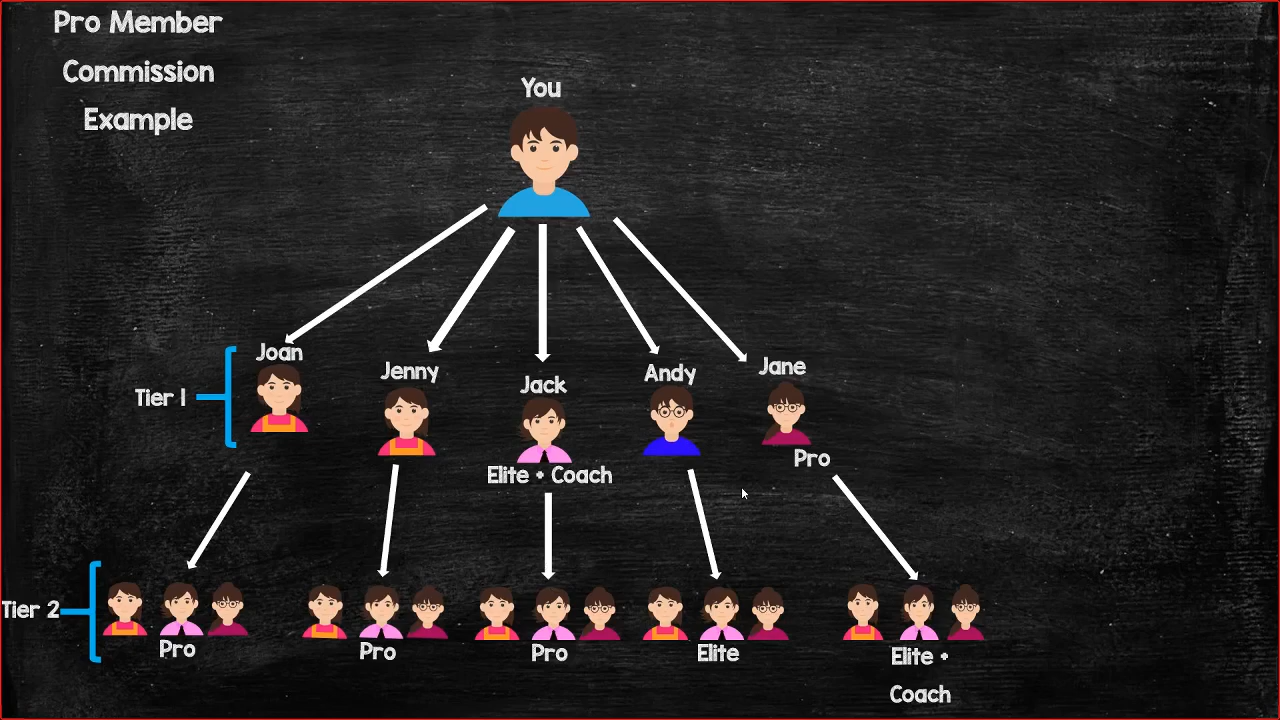 Pro Member
Commission
Example
You
Joan
Jenny
Jack
Andy
Jane
Tier 1
Elite + Coach
Pro
Tier 2
Pro
Pro
Pro
Elite
Elite +
Coach